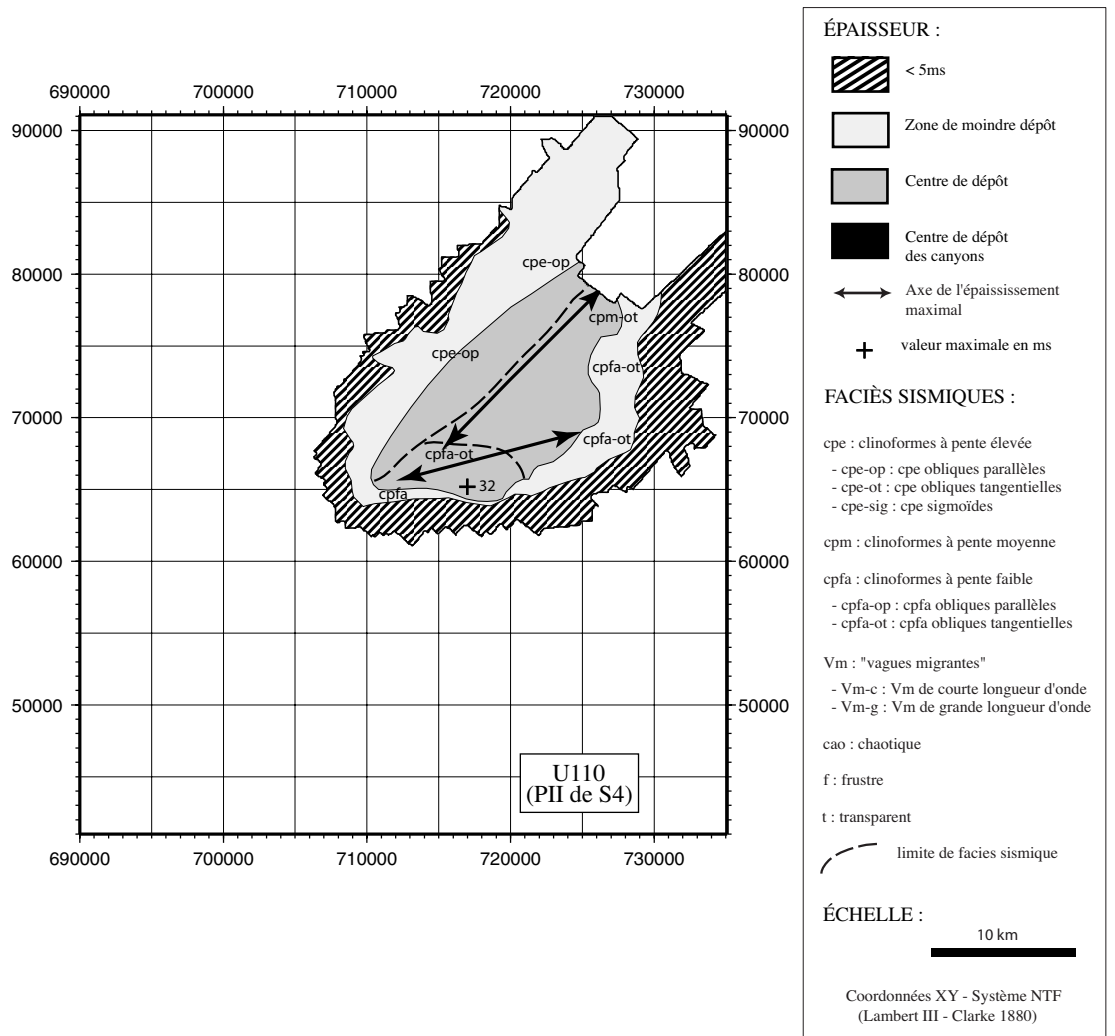 690000 700000 710000 720000 730000
90000 90000
80000 80000
70000 70000
60000 60000
50000 50000
690000 700000 710000 720000 730000
cpe-op
cpm-ot
cpe-op
cpfa-ot
cpfa-ot
cpfa-ot
cpfa
32
U110
(PII de S4)
ÉPAISSEUR :
< 5ms
Zone de moindre dépôt
Centre de dépôt
Centre de dépôt
des canyons
Axe de l'épaississement
maximal
valeur maximale en ms
FACIÈS SISMIQUES :
cpe : clinoformes à pente élevée
- cpe-op : cpe obliques parallèles
- cpe-ot : cpe obliques tangentielles
- cpe-sig : cpe sigmoïdes
cpm : clinoformes à pente moyenne
cpfa : clinoformes à pente faible
- cpfa-op : cpfa obliques parallèles
- cpfa-ot : cpfa obliques tangentielles
Vm : "vagues migrantes"
- Vm-c : Vm de courte longueur d'onde
- Vm-g : Vm de grande longueur d'onde
cao : chaotique
f : frustre
t : transparent
limite de facies sismique
ÉCHELLE :
10 km
Coordonnées XY - Système NTF
(Lambert III - Clarke 1880)